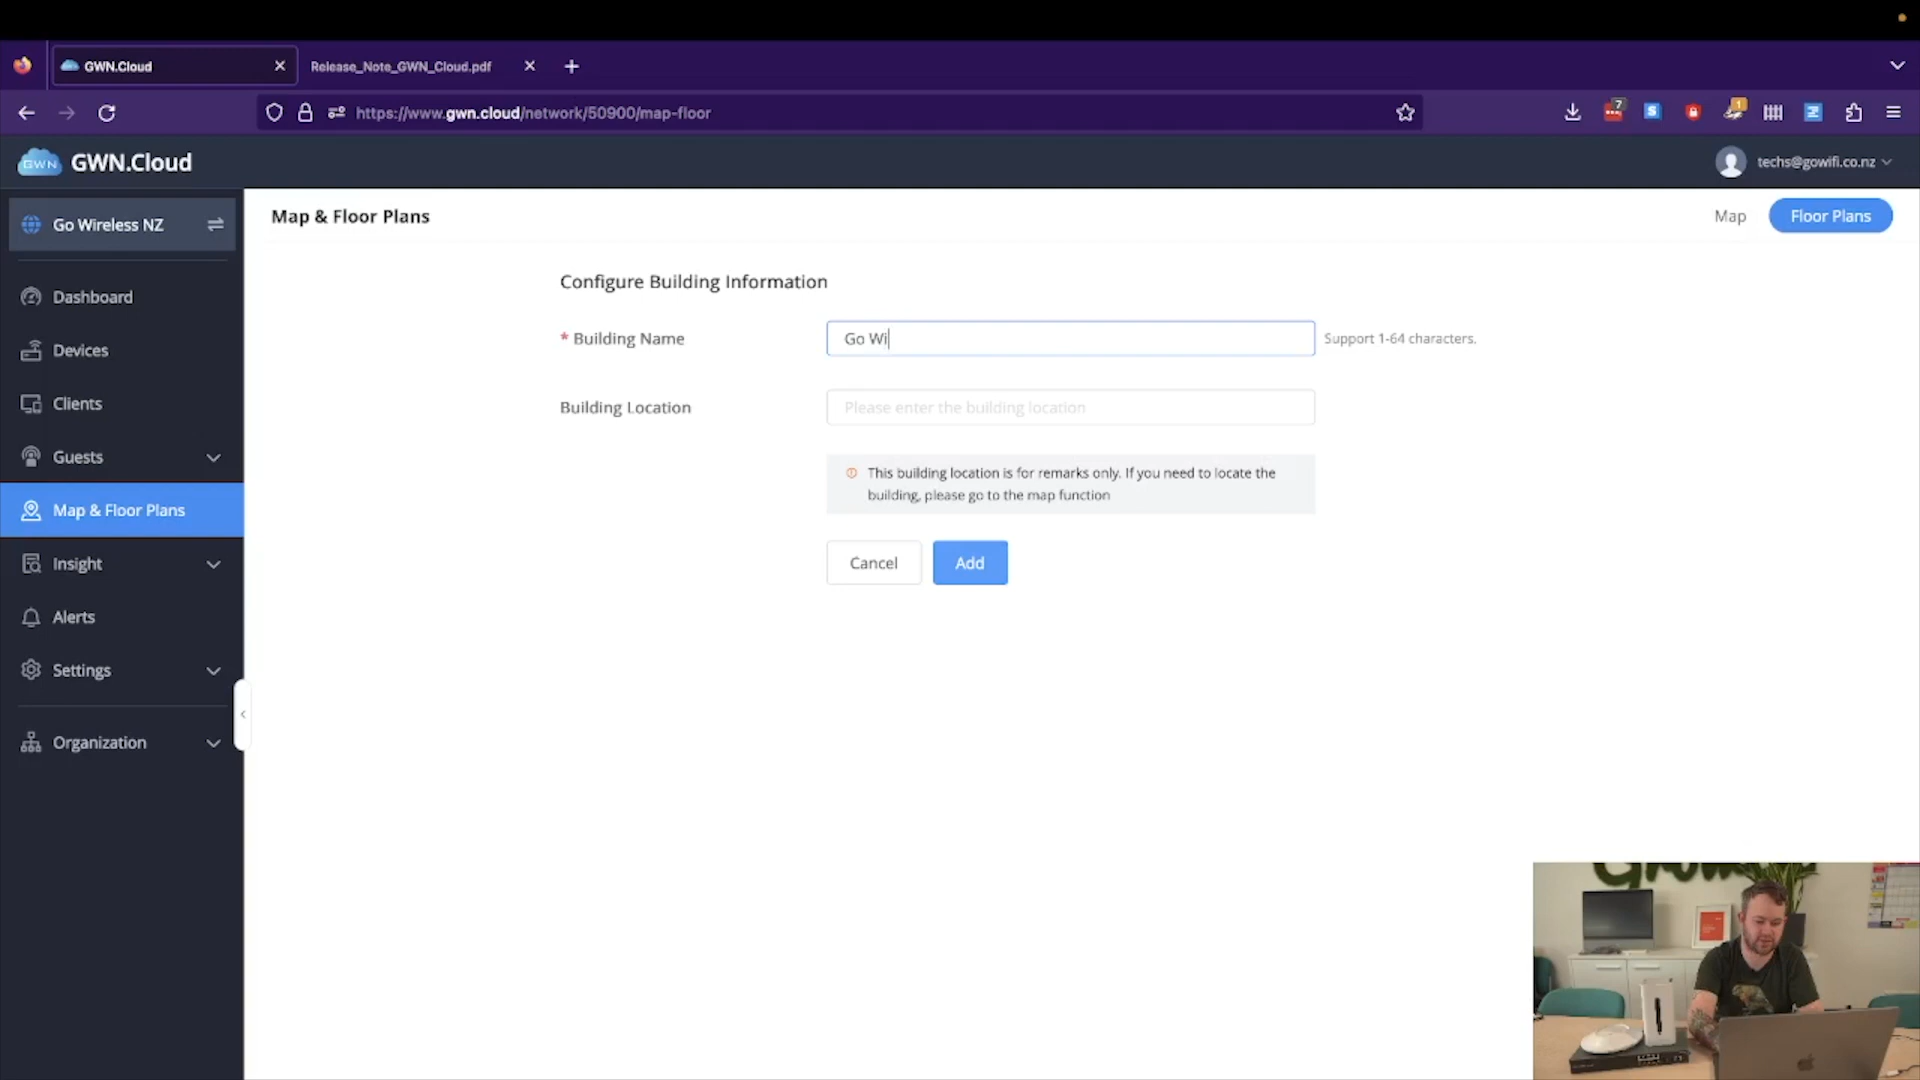 GWN.Cloud
Release_Note_GWN_Cloud.pdf
https://www.gwn.cloud/network/50900/map-floor
7
S
1
Z
GWN
GWN.Cloud
techs@gowifi.co.nz
Go Wireless NZ
Map & Floor Plans
Map
Floor Plans
Dashboard
Devices
Clients
Guests
Map & Floor Plans
Insight
Alerts
Settings
Organization
Configure Building Information
* Building Name
Go Wi
Support 1-64 characters.
Building Location
Please enter the building location
This building location is for remarks only. If you need to locate the
building, please go to the map function
Cancel
Add